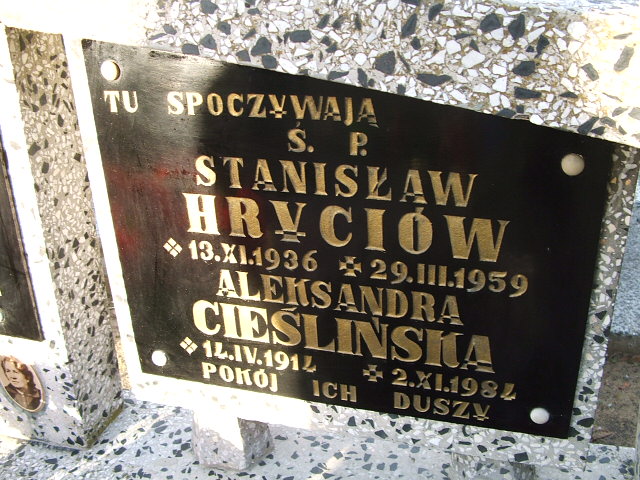 TU SPOCZYWAJĄ
Ś. P.
STANISŁAW
HRYCIÓW
* 13.XI.1936 + 29.III.1959
ALEKSANDRA
CIEŚLIŃSKA
* 14.IV.1914 + 2.XI.1984
POKÓJ ICH DUSZY